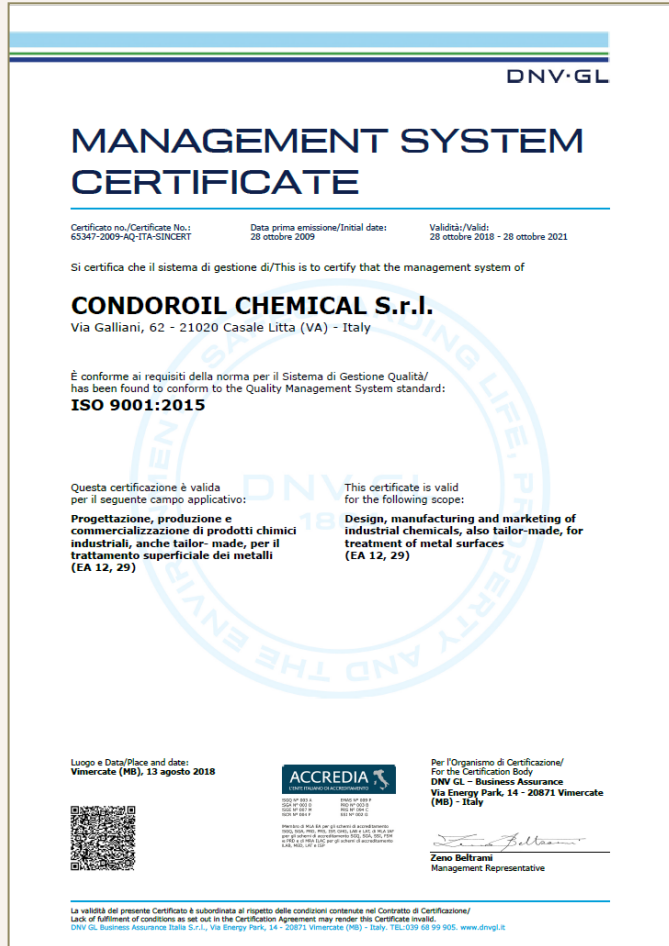 DNV·GL
MANAGEMENT SYSTEM
CERTIFICATE
Certificato no./Certificate No.:
65347-2009-AQ-ITA-SINCERT
Data prima emissione/Initial date:
28 ottobre 2009
Validità:/Valid:
28 ottobre 2018 - 28 ottobre 2021
Si certifica che il sistema di gestione di/This is to certify that the management system of
CONDOROIL CHEMICAL S.r.l.
Via Galliani, 62 - 21020 Casale Litta (VA) - Italy
È conforme ai requisiti della norma per il Sistema di Gestione Qualità/
has been found to conform to the Quality Management System standard:
ISO 9001:2015
Questa certificazione è valida
per il seguente campo applicativo:
Progettazione, produzione e
commercializzazione di prodotti chimici
industriali, anche tailor- made, per il
trattamento superficiale dei metalli
(EA 12, 29)
This certificate is valid
for the following scope:
Design, manufacturing and marketing of
industrial chemicals, also tailor-made, for
treatment of metal surfaces
(EA 12, 29)
DNV·GL
Luogo e Data/Place and date:
Vimercate (MB), 13 agosto 2018
ACCREDIA
L'ENTE ITALIANO DI ACCREDITAMENTO
Per l'Organismo di Certificazione/
For the Certification Body
DNV GL – Business Assurance
Via Energy Park, 14 - 20871 Vimercate
(MB) - Italy
Zeno Beltrami
Zeno Beltrami
Management Representative
La validità del presente Certificato è subordinata al rispetto delle condizioni contenute nel Contratto di Certificazione/
Lack of fulfilment of conditions as set out in the Certification Agreement may render this Certificate invalid.
DNV GL Business Assurance Italia S.r.l., Via Energy Park, 14 - 20871 Vimercate (MB) - Italy. TEL:039 68 99 905. www.dnvgl.it